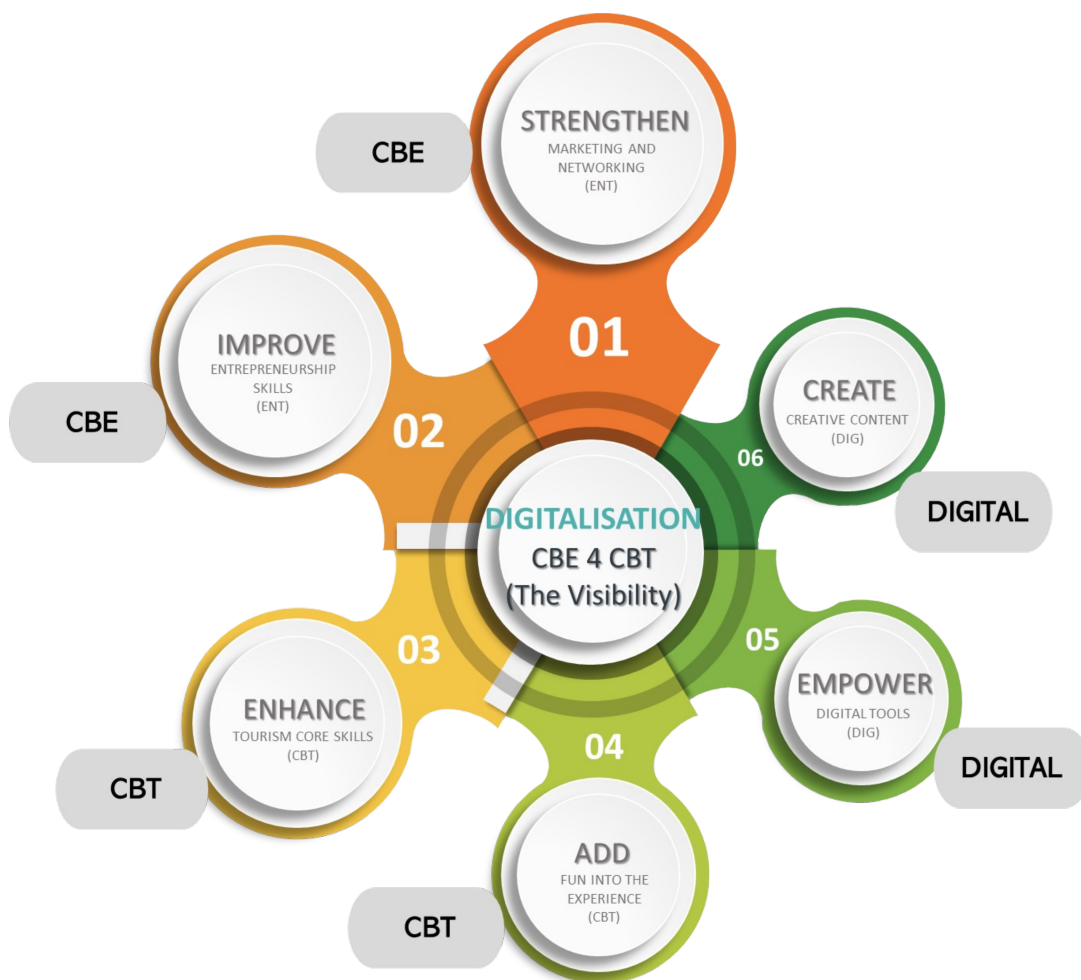 CBE
STRENGTHEN
MARKETING AND
NETWORKING
(ENT)
01
CBE
IMPROVE
ENTREPRENEURSHIP
SKILLS
(ENT)
02
CBT
ENHANCE
TOURISM CORE SKILLS
(CBT)
03
CBT
ADD
FUN INTO THE
EXPERIENCE
(CBT)
04
DIGITAL
EMPOWER
DIGITAL TOOLS
(DIG)
05
DIGITAL
CREATE
CREATIVE CONTENT
(DIG)
06
DIGITALISATION
CBE 4 CBT
(The Visibility)